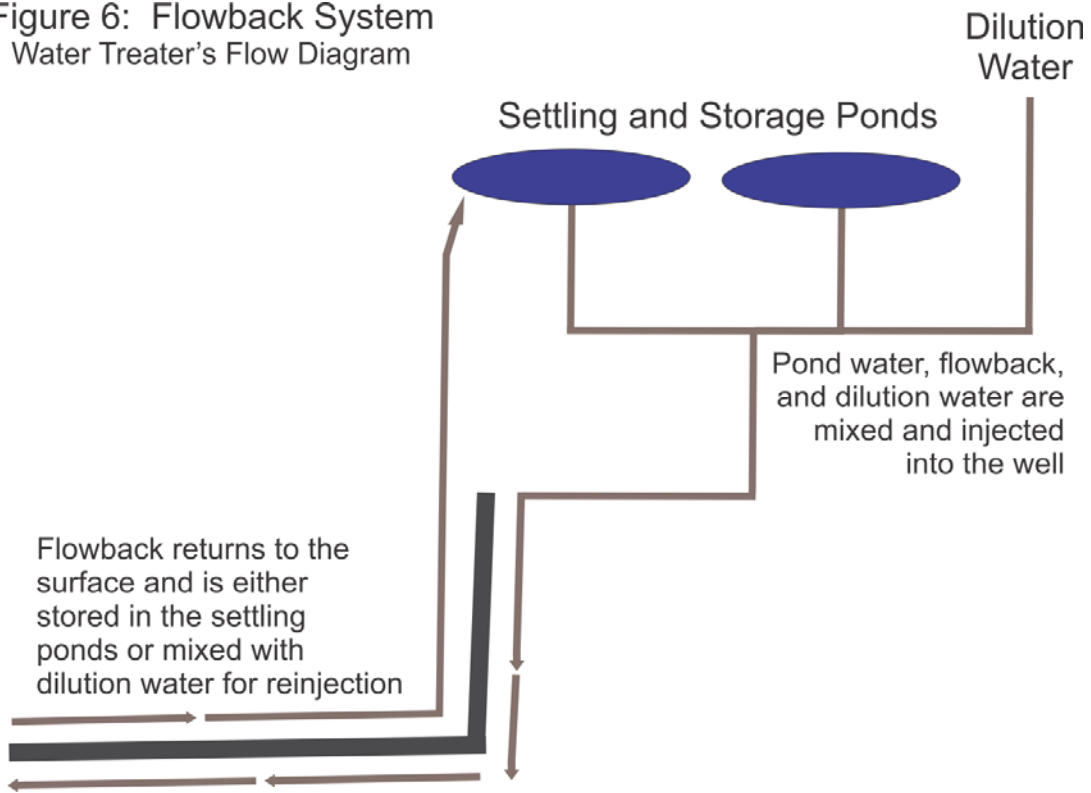 Figure 6: Flowback System
Water Treater's Flow Diagram
Dilution
Water
Settling and Storage Ponds
Pond water, flowback,
and dilution water are
mixed and injected
into the well
Flowback returns to the
surface and is either
stored in the settling
ponds or mixed with
dilution water for reinjection